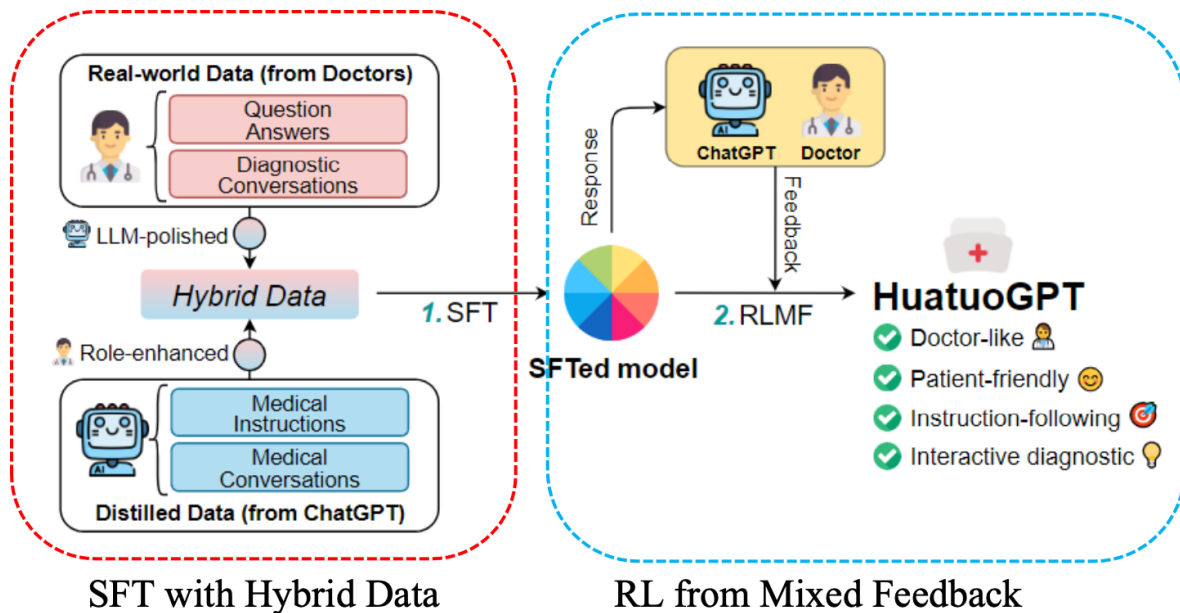 Real-world Data (from Doctors)
Question
Answers
Diagnostic
Conversations
LLM-polished
Hybrid Data
Role-enhanced
Medical
Instructions
Medical
Conversations
AI
Distilled Data (from ChatGPT)
1. SFT
SFT with Hybrid Data
AI
ChatGPT
Doctor
Response
Feedback
SFTed model
2. RLMF
HuatuoGPT
Doctor-like
Patient-friendly
Instruction-following
Interactive diagnostic
RL from Mixed Feedback